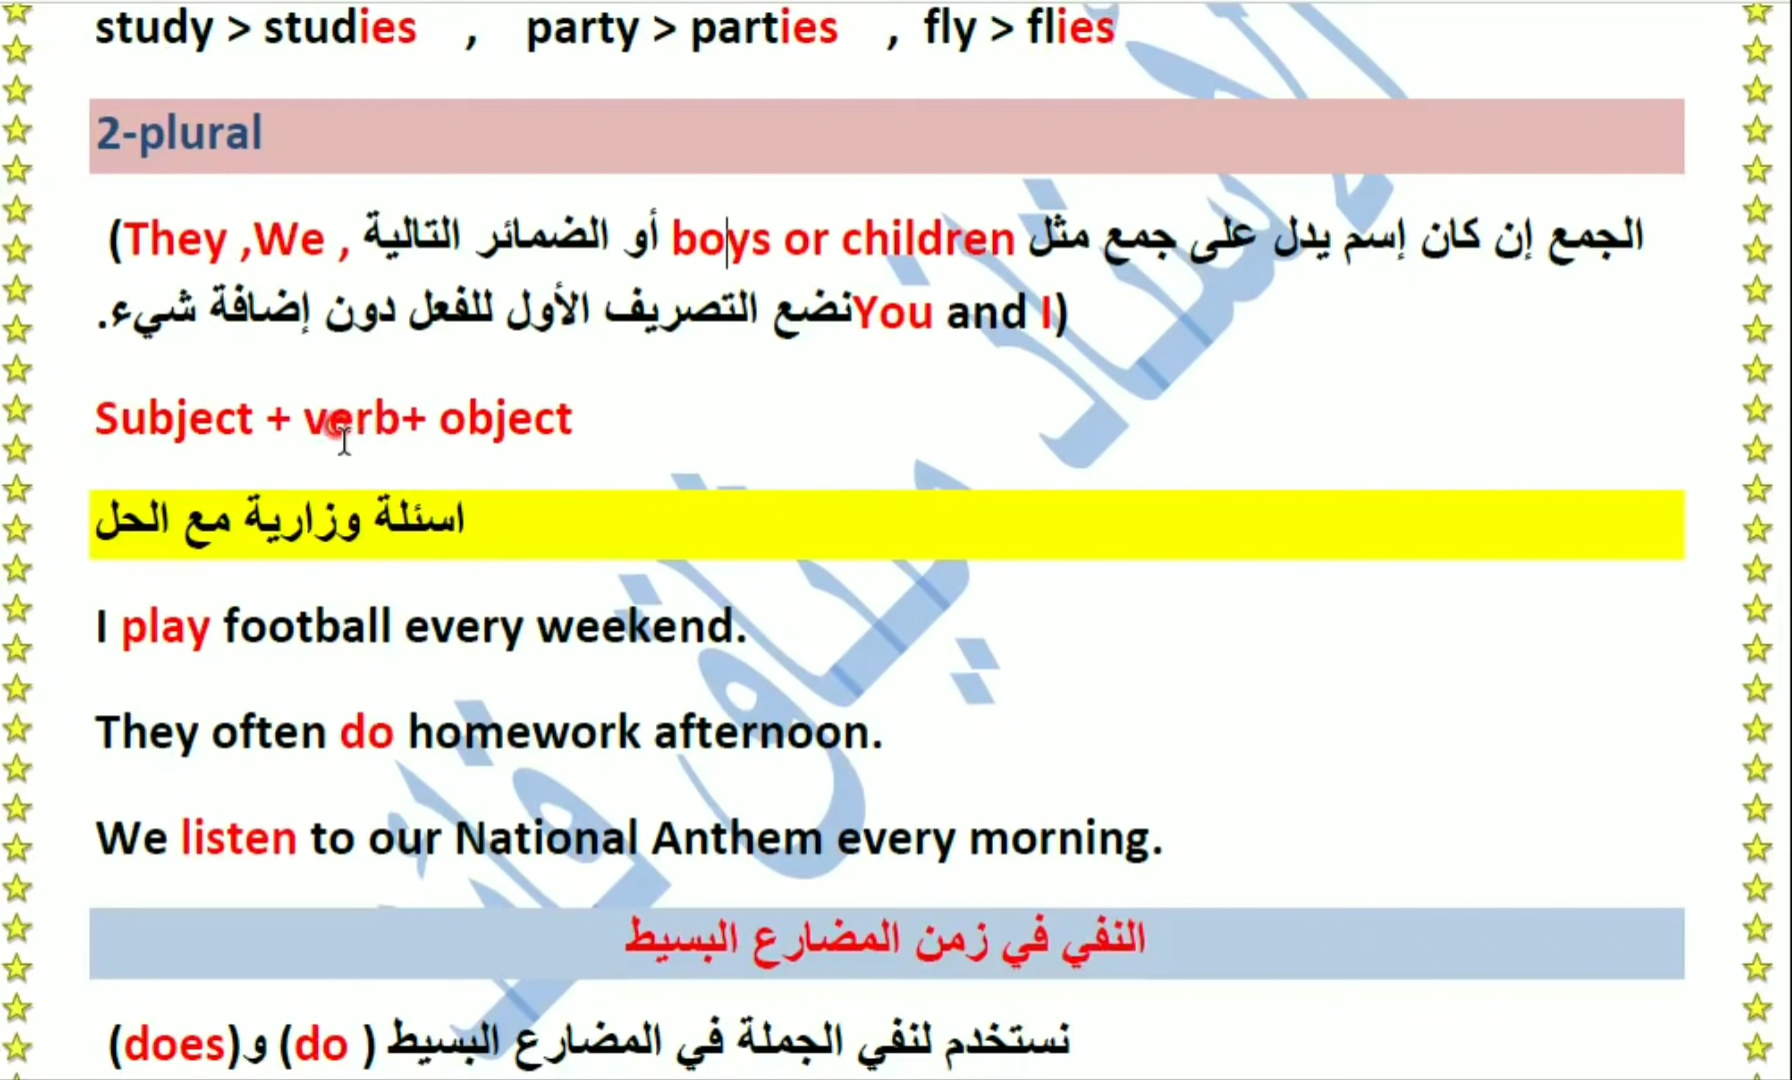 study > studies , party > parties , fly > flies
2-plural
الجمع إن كان إسم يدل على جمع مثل boys or children أو الضمائر التالية (They ,We ,
You and I) نضع التصريف الأول للفعل دون إضافة شيء.
Subject + verb+ object
اسئلة وزارية مع الحل
I play football every weekend.
They often do homework afternoon.
We listen to our National Anthem every morning.
النفي في زمن المضارع البسيط
نستخدم لنفي الجملة في المضارع البسيط ( do) و(does)